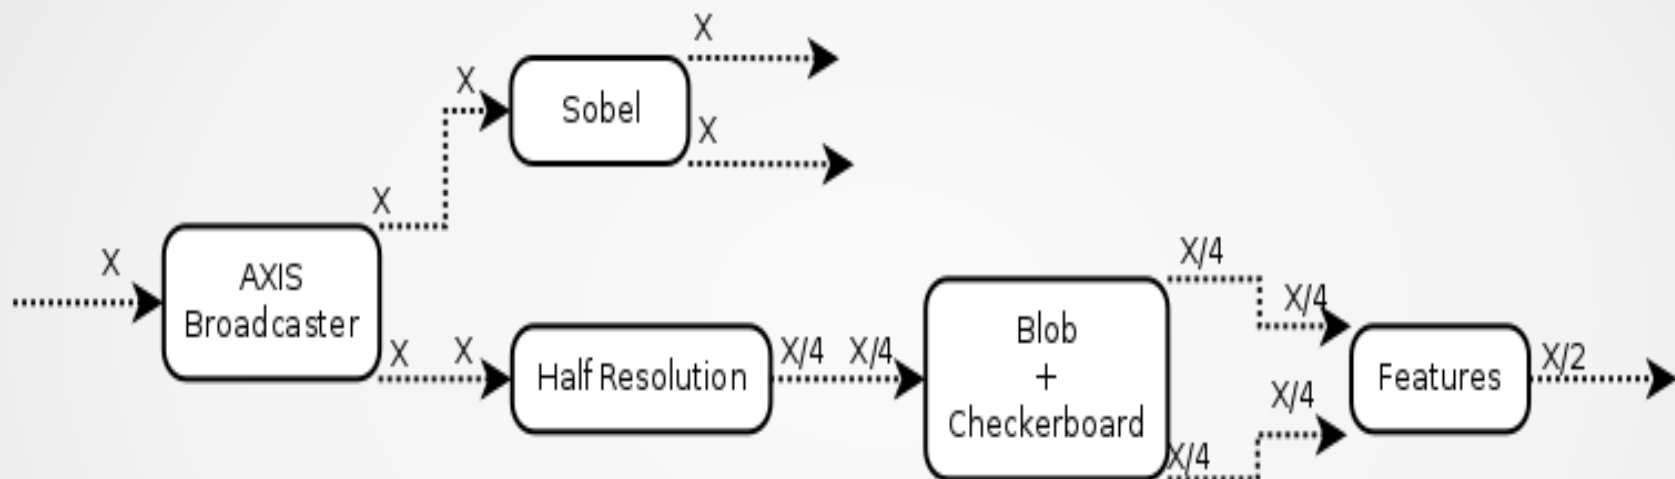 X
X
Sobel
X
X
X
X
AXIS
Broadcaster
X
X
Half Resolution
X/4
X/4
Blob
+
Checkerboard
X/4
X/4
X/4
X/4
Features
X/2